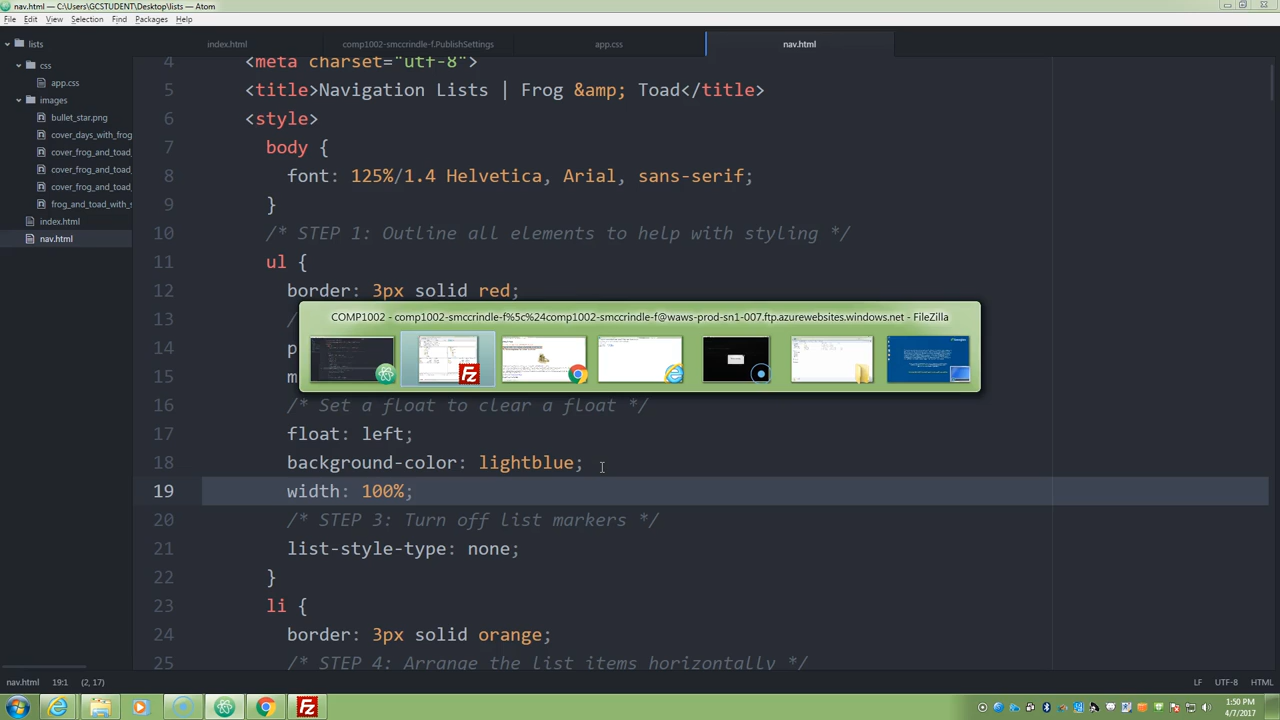 nav.html — C:\Users\GCSTUDENT\Desktop\lists — Atom
File Edit View Selection Find Packages Help
lists
css
app.css
images
bullet_star.png
cover_days_with_frog
cover_frog_and_toad_
cover_frog_and_toad_
cover_frog_and_toad_
frog_and_toad_with_s
index.html
nav.html
index.html comp1002-smccrindle-f.PublishSettings app.css nav.html
4 <meta charset="utf-8">
5 <title>Navigation Lists | Frog &amp; Toad</title>
6 <style>
7 body {
8 font: 125%/1.4 Helvetica, Arial, sans-serif;
9 }
10 /* STEP 1: Outline all elements to help with styling */
11 ul {
12 border: 3px solid red;
13 /
14 p
15 m
16 /* Set a float to clear a float */
17 float: left;
18 background-color: lightblue;
19 width: 100%;
20 /* STEP 3: Turn off list markers */
21 list-style-type: none;
22 }
23 li {
24 border: 3px solid orange;
25 /* STEP 4: Arrange the list items horizontally */
COMP1002 - comp1002-smccrindle-f%5c%24comp1002-smccrindle-f@waws-prod-sn1-007.ftp.azurewebsites.windows.net - FileZilla
nav.html 19:1 (2, 17) LF UTF-8 HTML
1:50 PM
4/7/2017